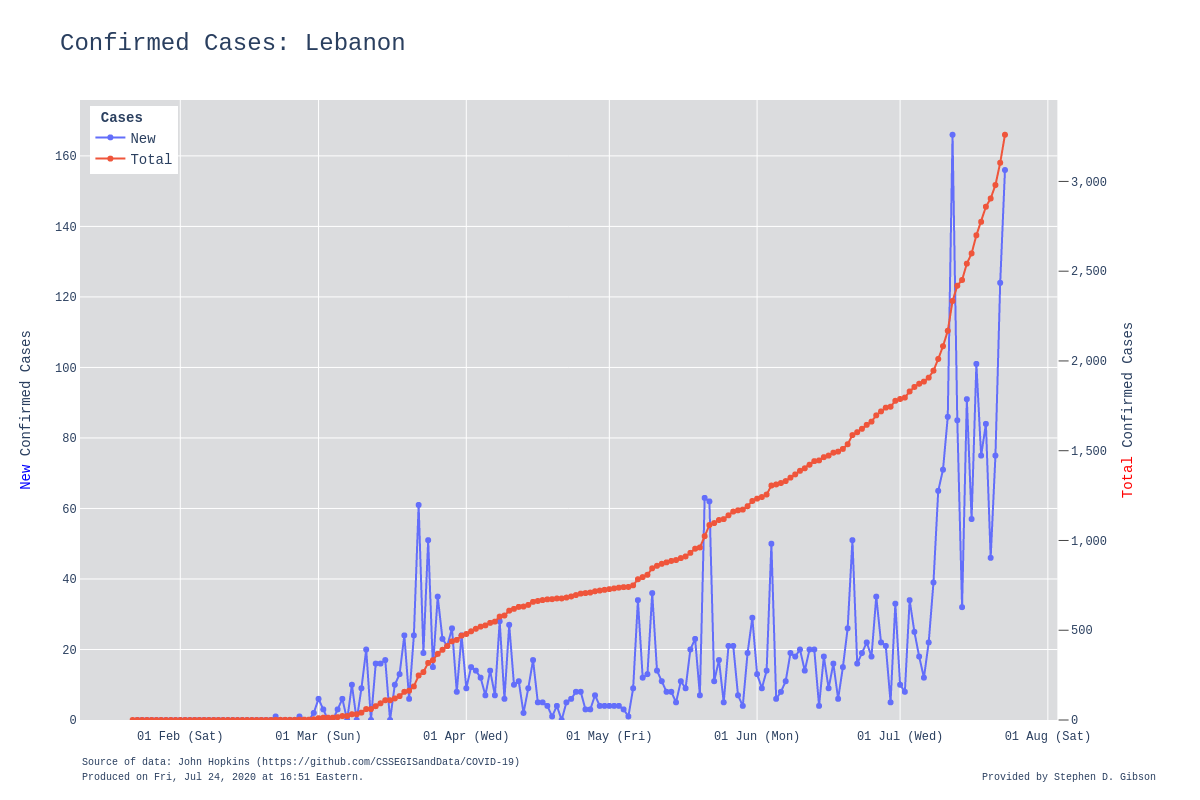 Confirmed Cases: Lebanon
Cases
New
Total
160
140
120
100
80
60
40
20
0
3,000
2,500
2,000
1,500
1,000
500
0
New Confirmed Cases
Total Confirmed Cases
01 Feb (Sat)
01 Mar (Sun)
01 Apr (Wed)
01 May (Fri)
01 Jun (Mon)
01 Jul (Wed)
01 Aug (Sat)
Source of data: John Hopkins (https://github.com/CSSEGISandData/COVID-19)
Produced on Fri, Jul 24, 2020 at 16:51 Eastern.
Provided by Stephen D. Gibson